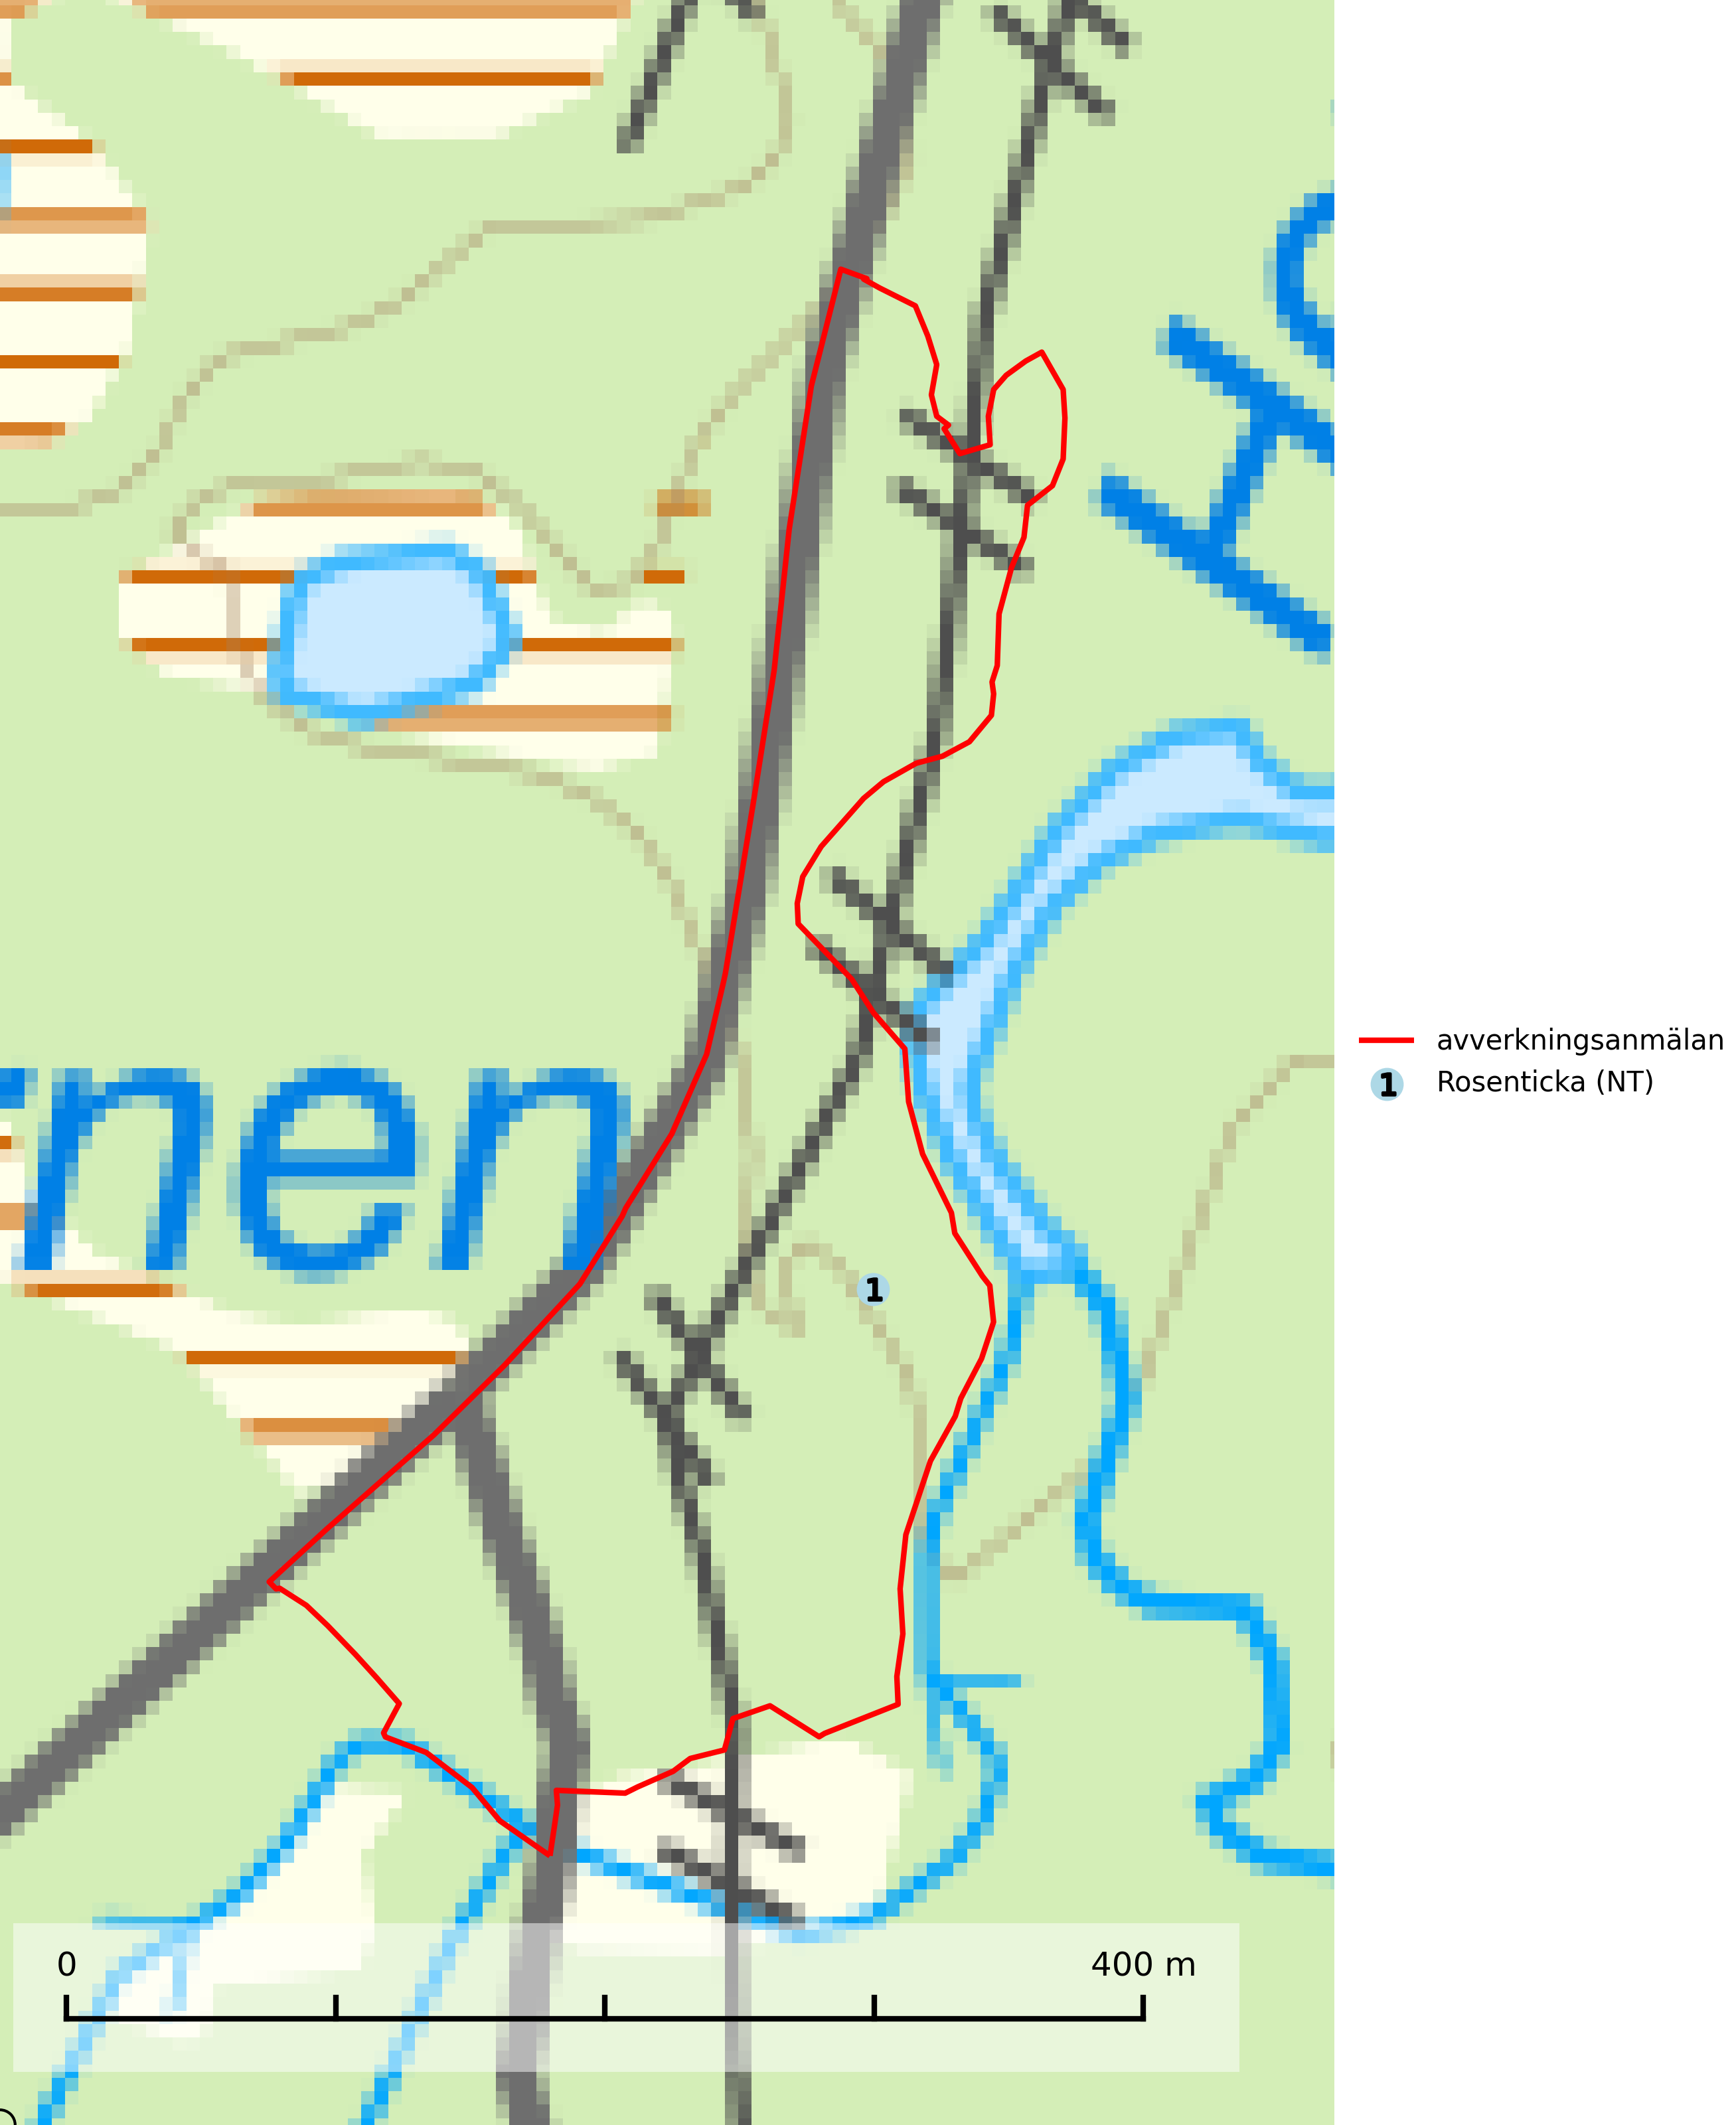 nen
1
avverkningsanmälan
1 Rosenticka (NT)
0 400 m